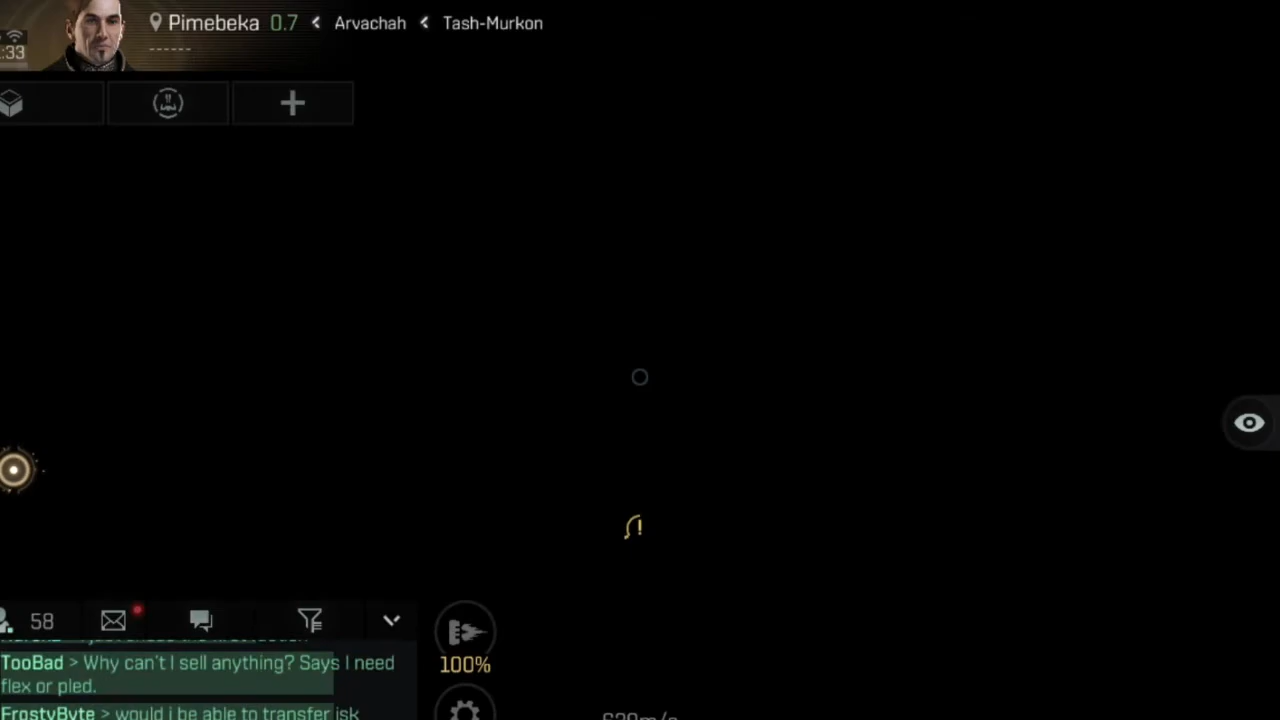 Pimebeka 0.7 < Arvachah < Tash-Murkon
:33
------
58
TooBad > Why can't I sell anything? Says I need
flex or pled.
100%
FrostyByte > would i be able to transfer isk